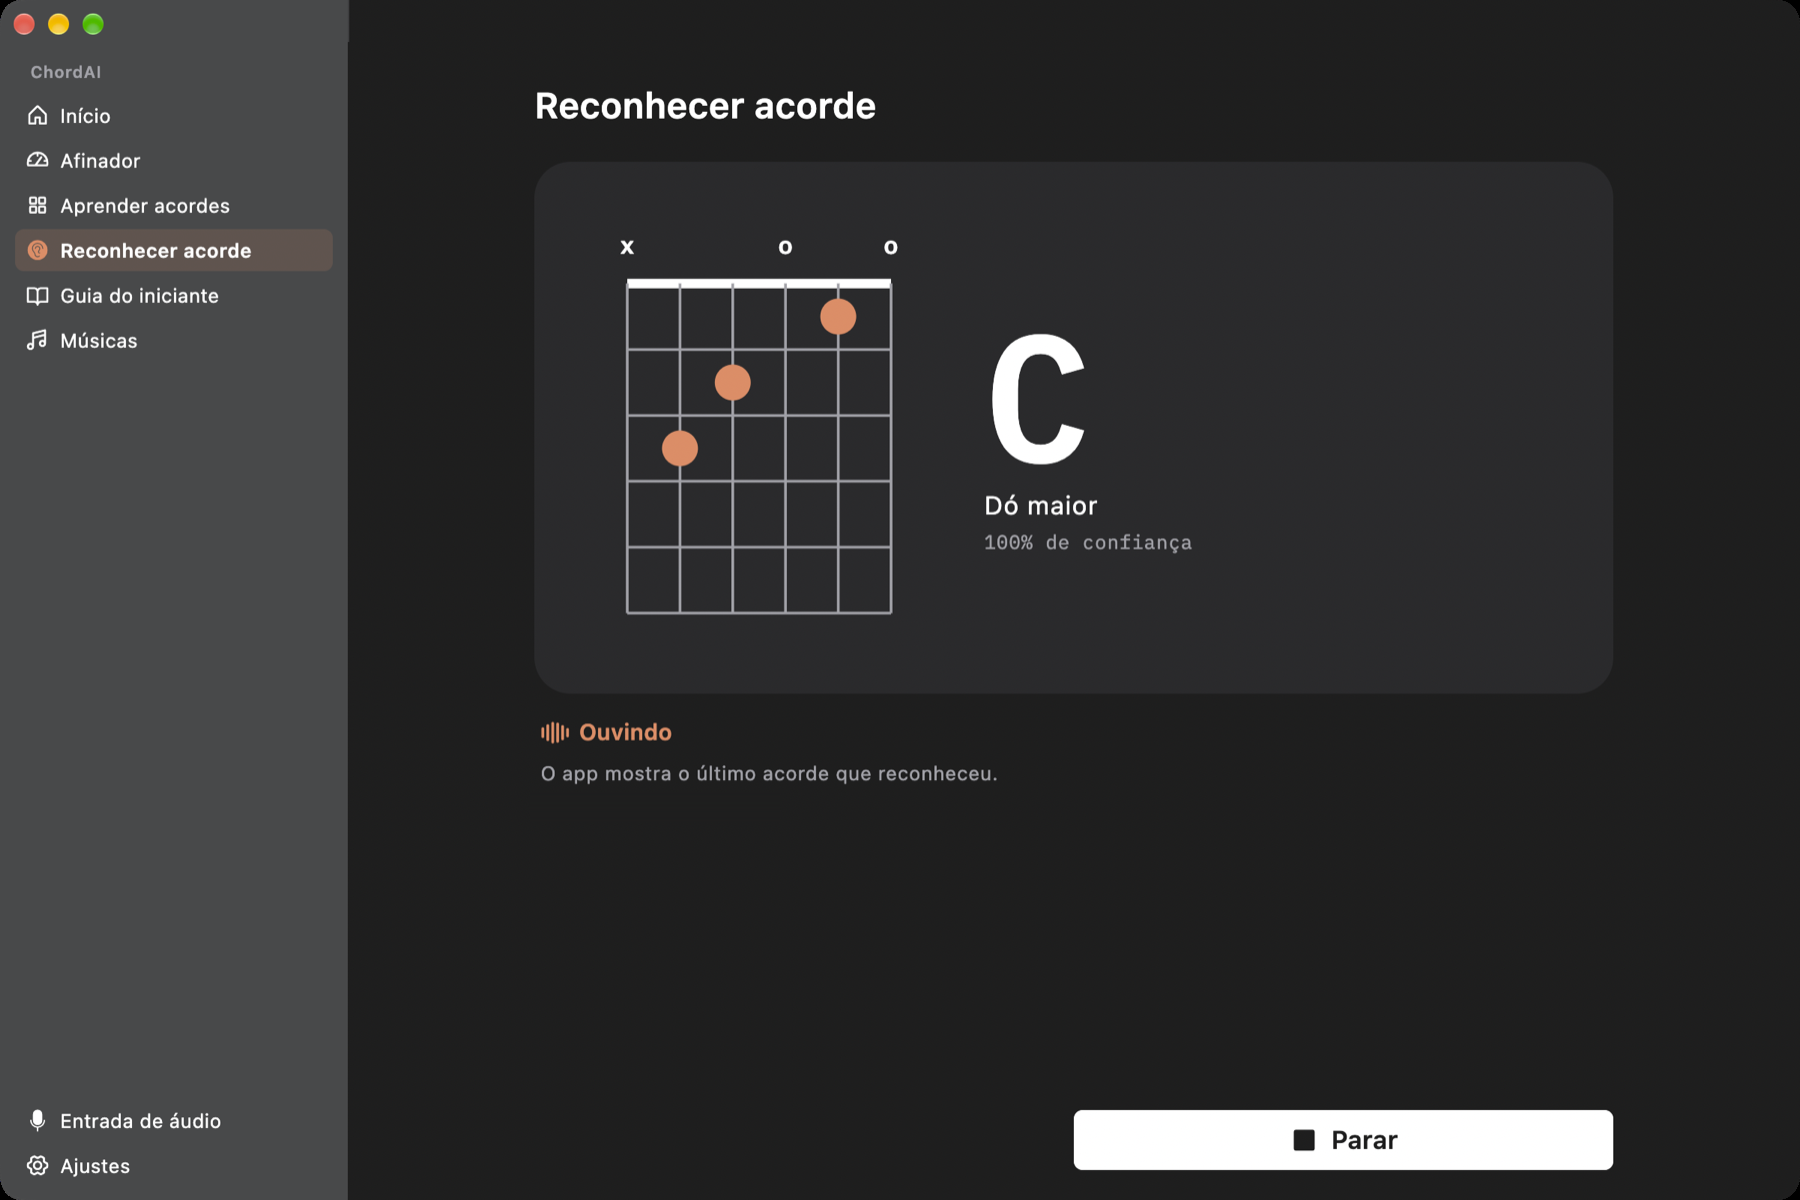 ChordAI
Início
Afinador
Aprender acordes
Reconhecer acorde
Guia do iniciante
Músicas
Entrada de áudio
Ajustes
Reconhecer acorde
x o o
C
Dó maior
100% de confiança
Ouvindo
O app mostra o último acorde que reconheceu.
Parar